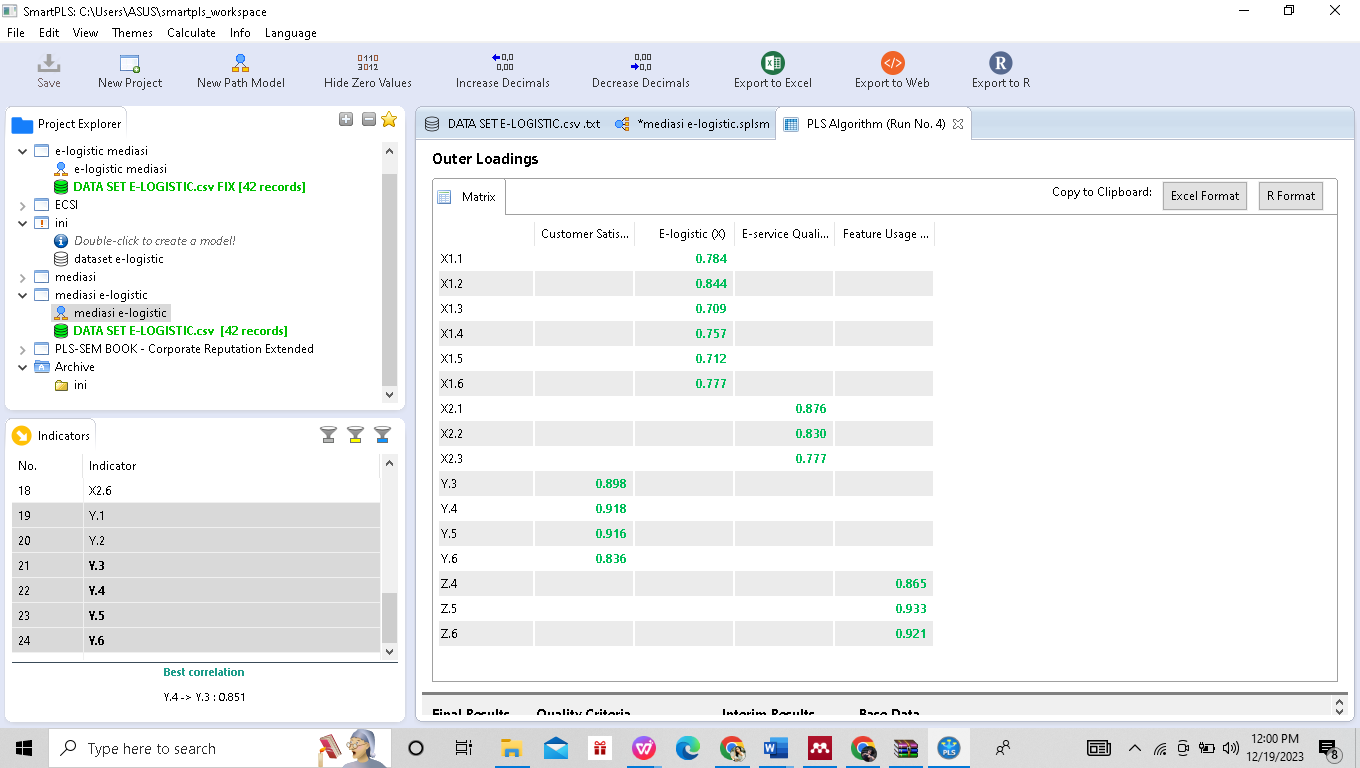 SmartPLS: C:\Users\ASUS\smartpls_workspace
File Edit View Themes Calculate Info Language
Save New Project New Path Model Hide Zero Values Increase Decimals Decrease Decimals Export to Excel Export to Web Export to R
Project Explorer
e-logistic mediasi
e-logistic mediasi
DATA SET E-LOGISTIC.csv FIX [42 records]
ECSI
ini
Double-click to create a model!
dataset e-logistic
mediasi
mediasi e-logistic
mediasi e-logistic
DATA SET E-LOGISTIC.csv [42 records]
PLS-SEM BOOK - Corporate Reputation Extended
Archive
ini
Indicators
No. Indicator
18 X2.6
19 Y.1
20 Y.2
21 Y.3
22 Y.4
23 Y.5
24 Y.6
Best correlation
Y.4 -> Y.3 : 0.851
DATA SET E-LOGISTIC.csv .txt *mediasi e-logistic.splsm PLS Algorithm (Run No. 4)
Outer Loadings
Matrix Copy to Clipboard: Excel Format R Format
Customer Satis... E-logistic (X) E-service Quali... Feature Usage ...
X1.1 0.784
X1.2 0.844
X1.3 0.709
X1.4 0.757
X1.5 0.712
X1.6 0.777
X2.1 0.876
X2.2 0.830
X2.3 0.777
Y.3 0.898
Y.4 0.918
Y.5 0.916
Y.6 0.836
Z.4 0.865
Z.5 0.933
Z.6 0.921
Final Results Quality Criteria Interim Results Base Data
Type here to search
12:00 PM
12/19/2023
8